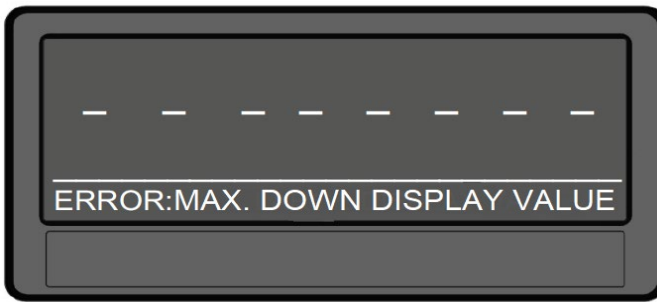 – – – – – – – –
ERROR:MAX. DOWN DISPLAY VALUE